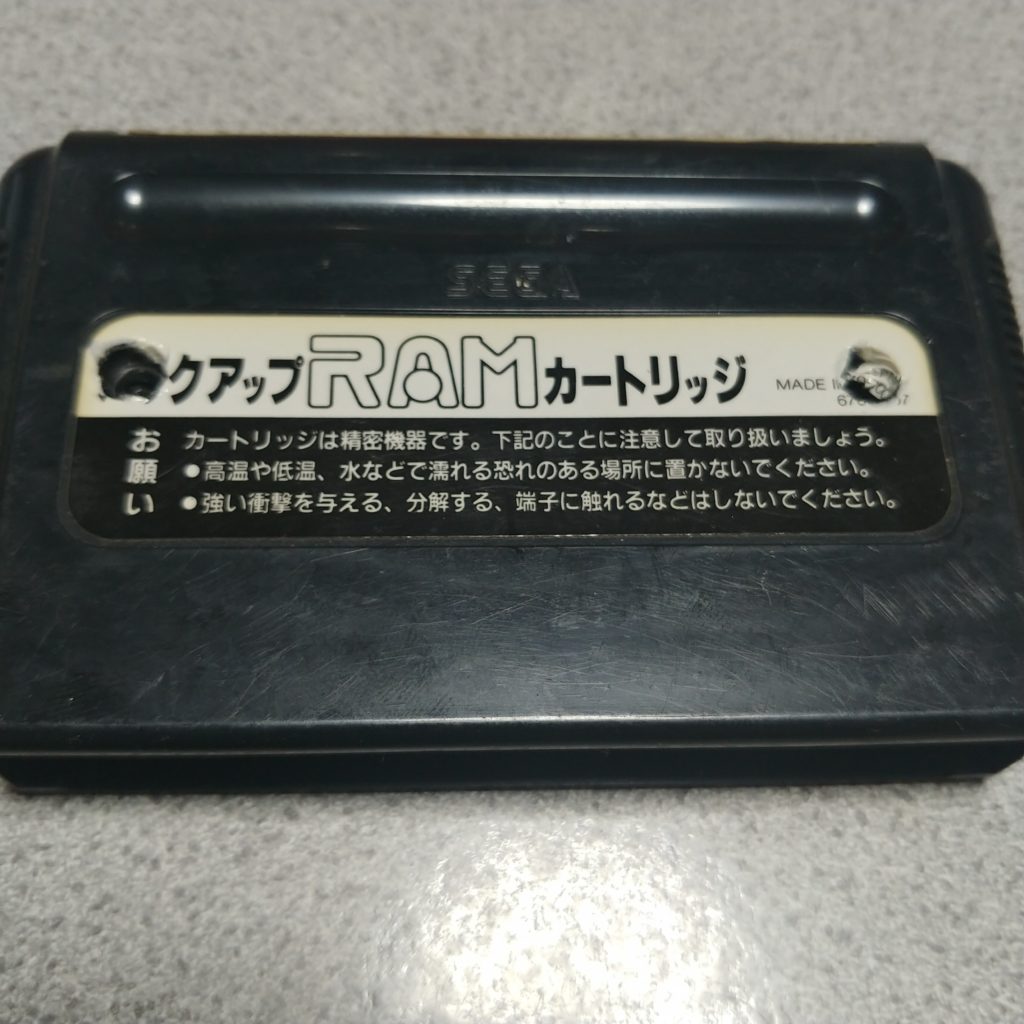 SEGA
クアップRAMカートリッジ
MADE
お願い
カートリッジは精密機器です。下記のことに注意して取り扱いましょう。
●高温や低温、水などで濡れる恐れのある場所に置かないでください。
●強い衝撃を与える、分解する、端子に触れるなどはしないでください。